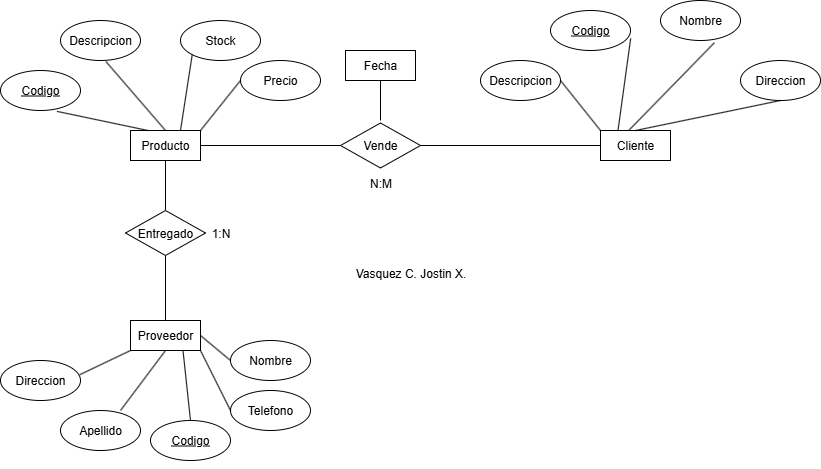 Descripcion
Stock
Codigo
Precio
Producto
Fecha
Vende
N:M
Codigo
Nombre
Descripcion
Direccion
Cliente
Entregado
1:N
Vasquez C. Jostin X.
Proveedor
Nombre
Direccion
Telefono
Apellido
Codigo